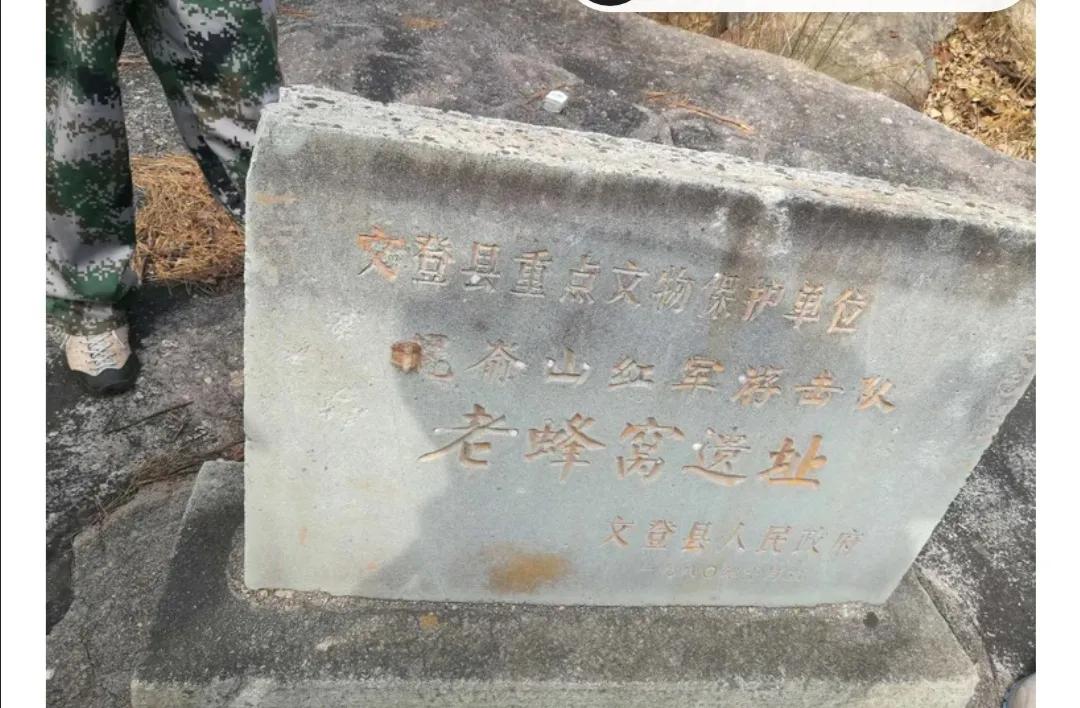 文登县重点文物保护单位
昆嵛山红军游击队
老蜂窝遗址
文登县人民政府